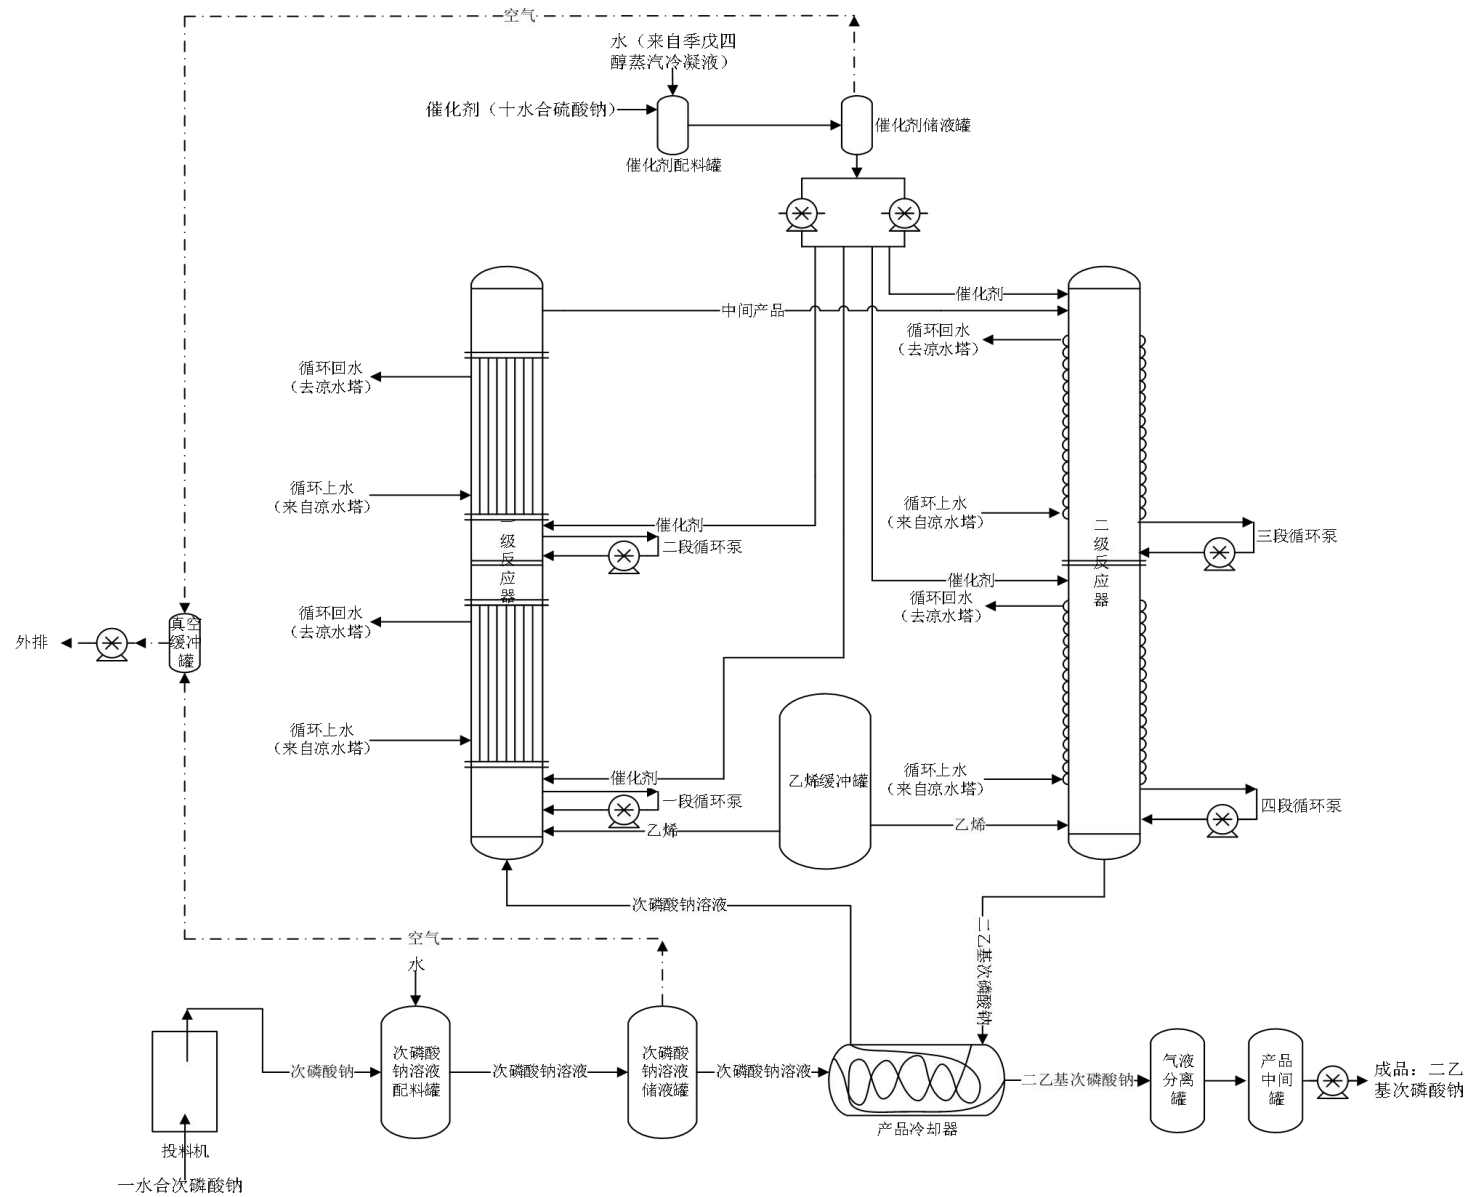 空气
水（来自季戊四
醇蒸汽冷凝液）
催化剂（十水合硫酸钠）
催化剂储液罐
催化剂配料罐
催化剂
中间产品
循环回水
（去凉水塔）
循环回水
（去凉水塔）
循环上水
（来自凉水塔）
循环上水
（来自凉水塔）
催化剂
二段循环泵
一
级
反
应
器
二
级
反
应
器
三段循环泵
催化剂
循环回水
（去凉水塔）
循环回水
（去凉水塔）
真空
缓冲
罐
外排
循环上水
（来自凉水塔）
催化剂
一段循环泵
乙烯
乙烯缓冲罐
循环上水
（来自凉水塔）
乙烯
四段循环泵
次磷酸钠溶液
二乙基次磷酸钠
空气
水
次磷酸钠
次磷酸
钠溶液
配料罐
次磷酸钠溶液
次磷酸
钠溶液
储液罐
次磷酸钠溶液
产品冷却器
二乙基次磷酸钠
气液
分离
罐
产品
中间
罐
成品：二乙
基次磷酸钠
投料机
一水合次磷酸钠